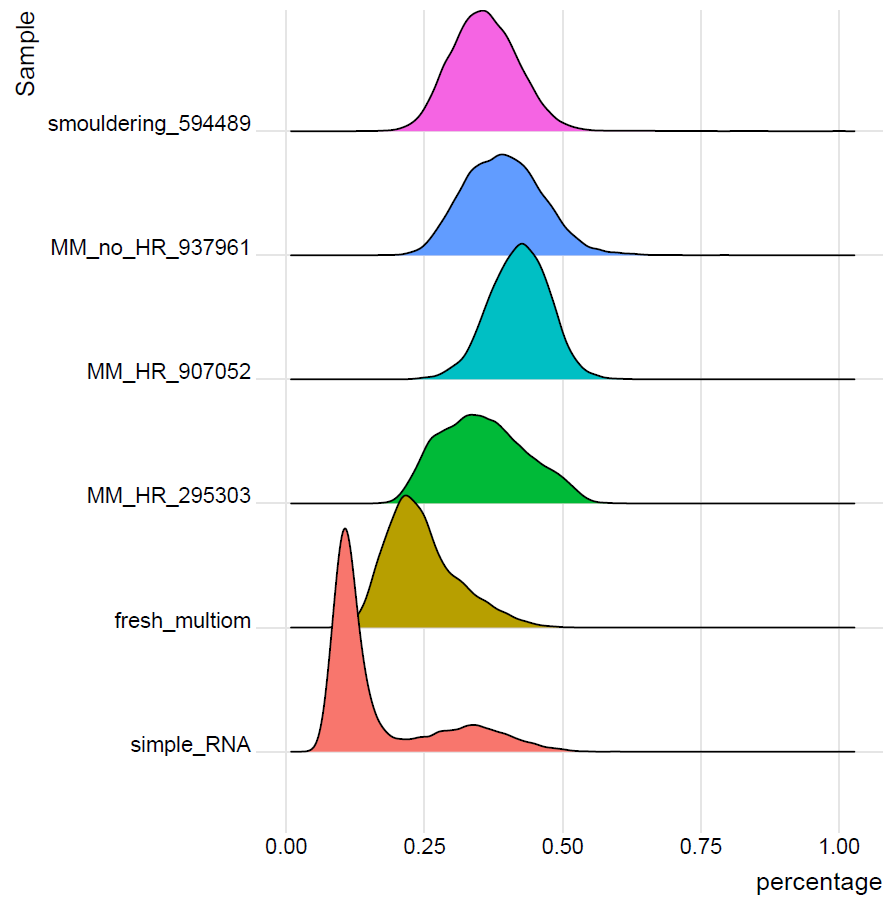 Sample
smouldering_594489
MM_no_HR_937961
MM_HR_907052
MM_HR_295303
fresh_multiom
simple_RNA
0.00 0.25 0.50 0.75 1.00
percentage